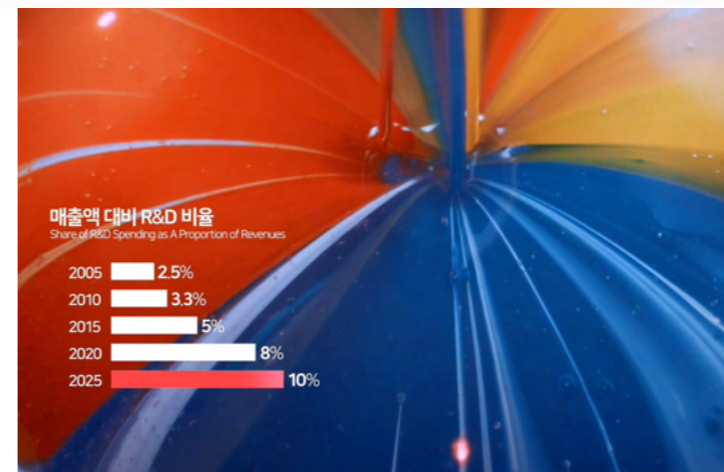 매출액 대비 R&D 비율
Share of R&D Spending as A Proportion of Revenues
2005 2.5%
2010 3.3%
2015 5%
2020 8%
2025 10%